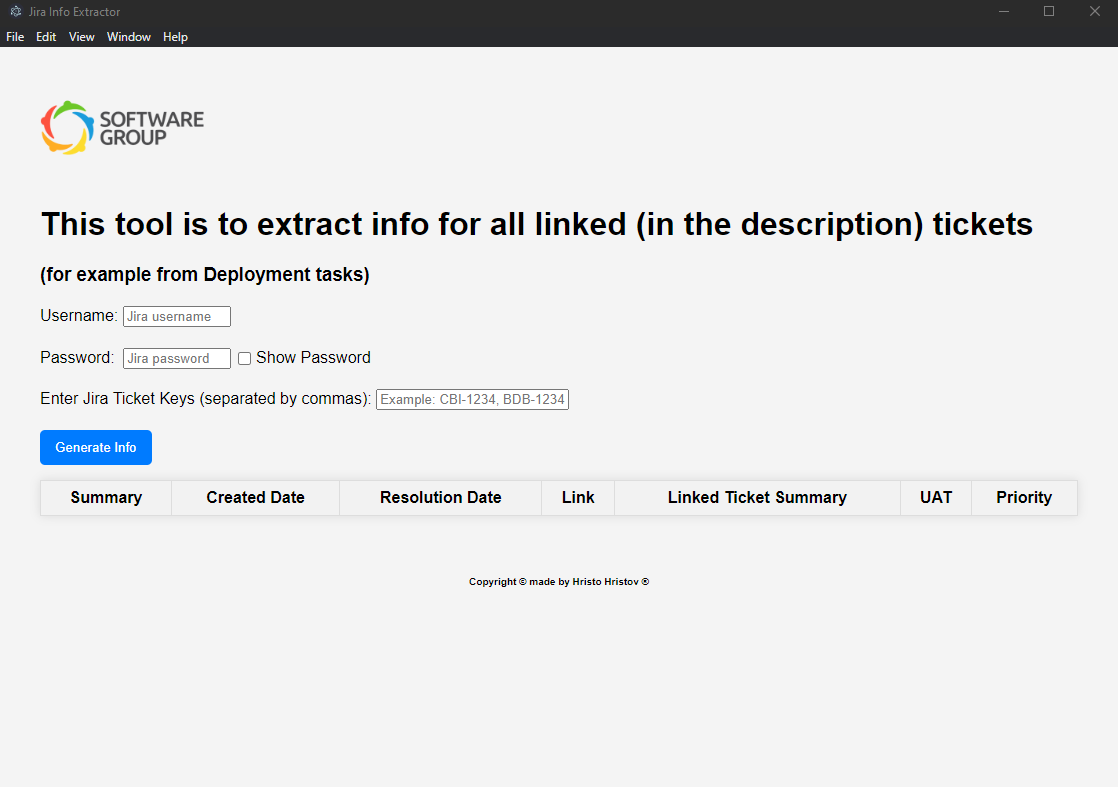 Jira Info Extractor
File Edit View Window Help
SOFTWARE
GROUP
This tool is to extract info for all linked (in the description) tickets
(for example from Deployment tasks)
Username: Jira username
Password: Jira password Show Password
Enter Jira Ticket Keys (separated by commas): Example: CBI-1234, BDB-1234
Generate Info
Summary Created Date Resolution Date Link Linked Ticket Summary UAT Priority
Copyright © made by Hristo Hristov ®